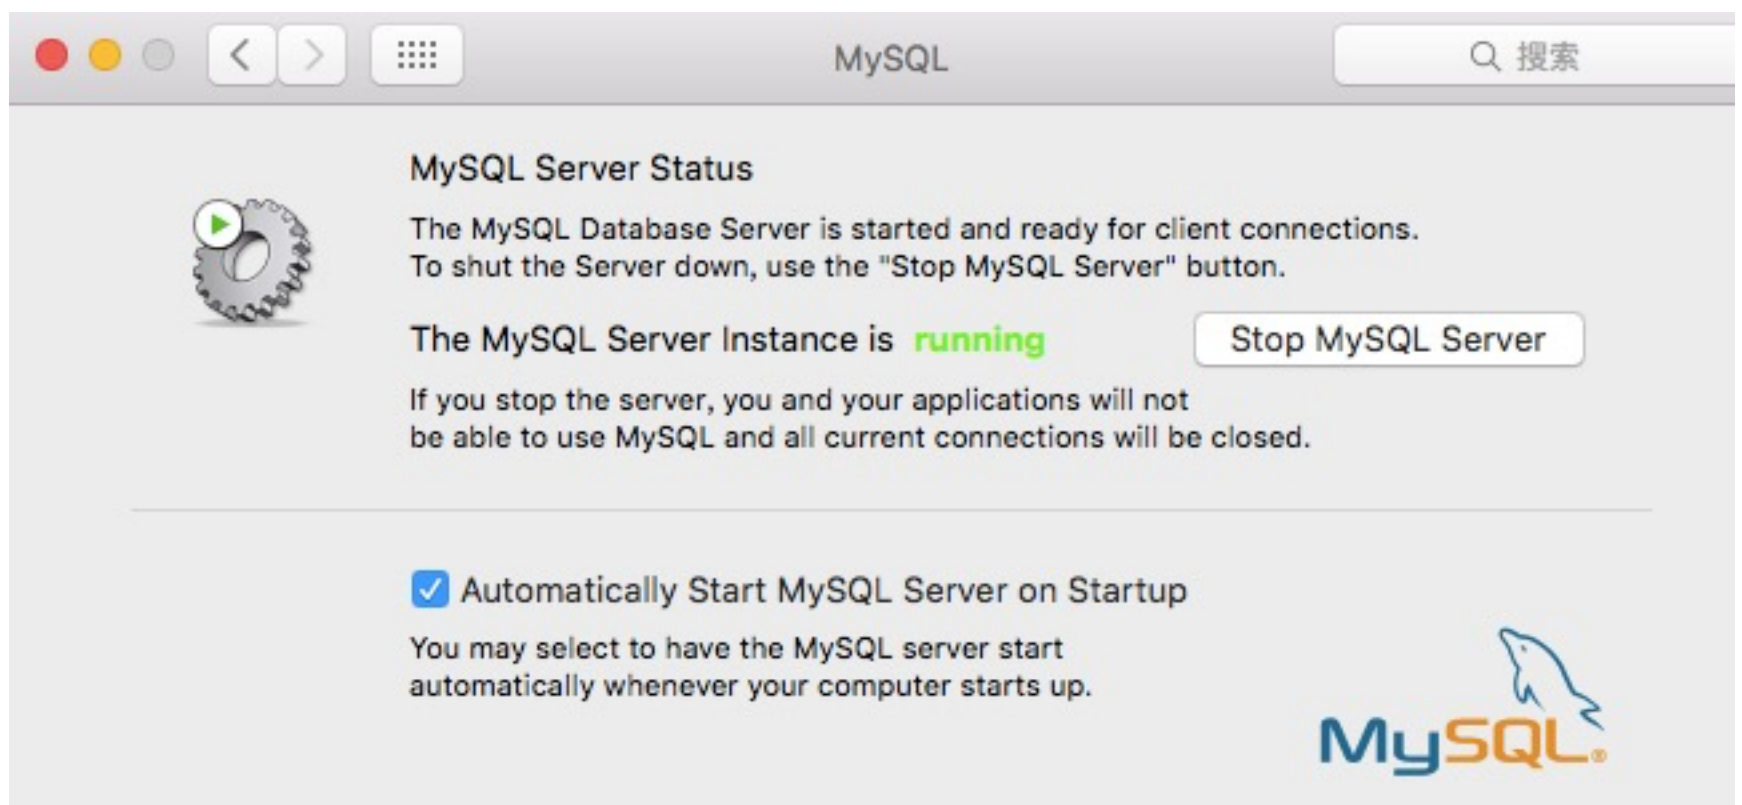 MySQL
搜索
MySQL Server Status
The MySQL Database Server is started and ready for client connections.
To shut the Server down, use the "Stop MySQL Server" button.
The MySQL Server Instance is running
Stop MySQL Server
If you stop the server, you and your applications will not
be able to use MySQL and all current connections will be closed.
Automatically Start MySQL Server on Startup
You may select to have the MySQL server start
automatically whenever your computer starts up.
MySQL®